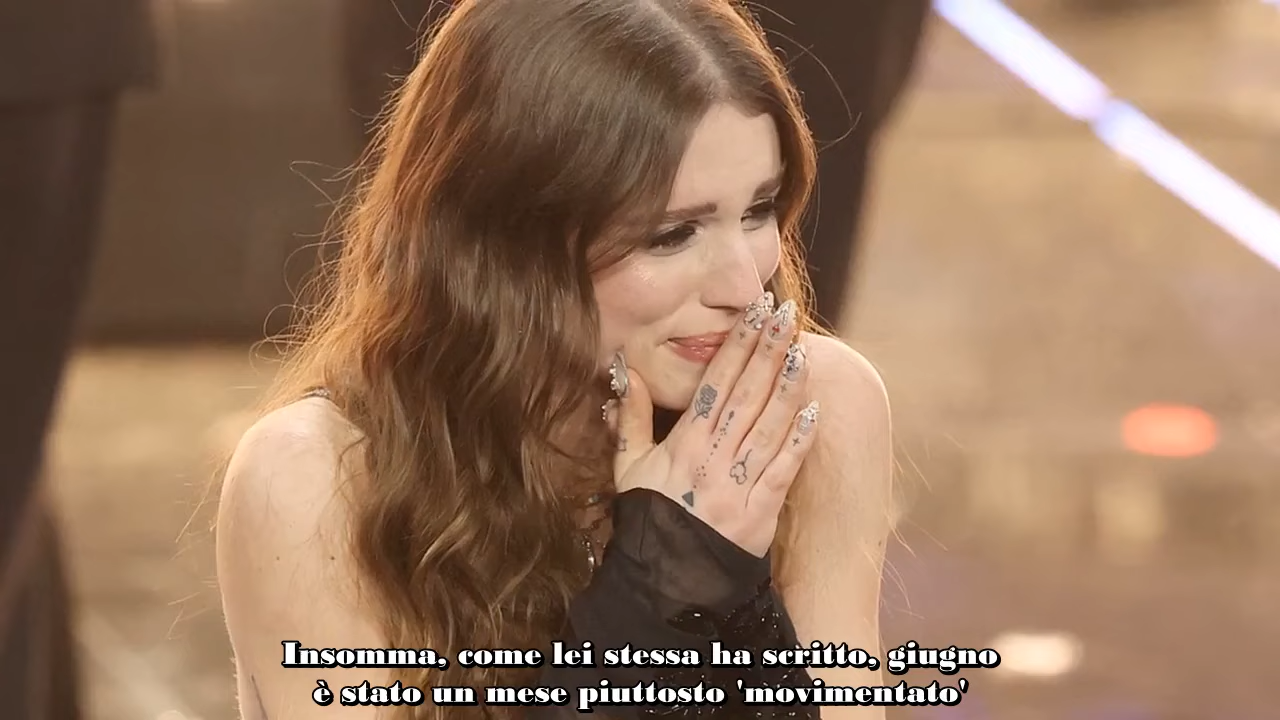 Insomma, come lei stessa ha scritto, giugno
è stato un mese piuttosto 'movimentato'